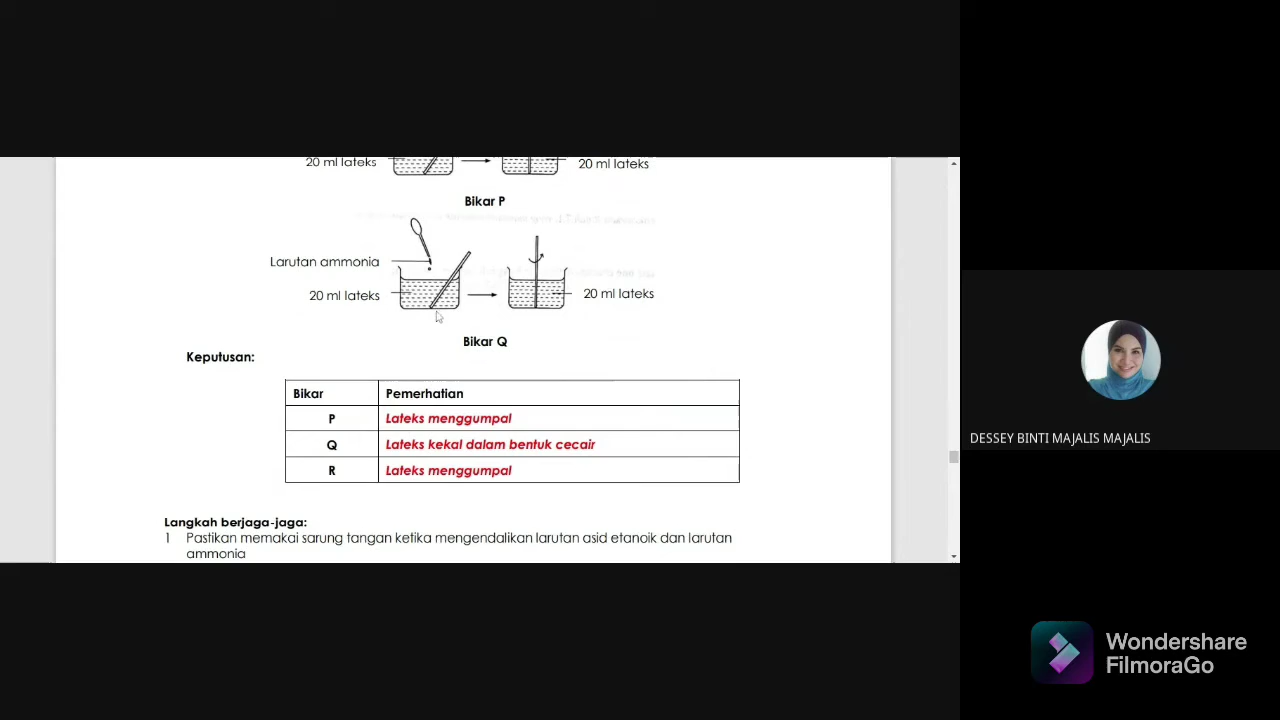 20 ml lateks
20 ml lateks
Bikar P
Larutan ammonia
20 ml lateks
20 ml lateks
Bikar Q
Keputusan:
Bikar Pemerhatian
P Lateks menggumpal
Q Lateks kekal dalam bentuk cecair
R Lateks menggumpal
Langkah berjaga-jaga:
1 Pastikan memakai sarung tangan ketika mengendalikan larutan asid etanoik dan larutan
ammonia
DESSEY BINTI MAJALIS MAJALIS
Wondershare
FilmoraGo